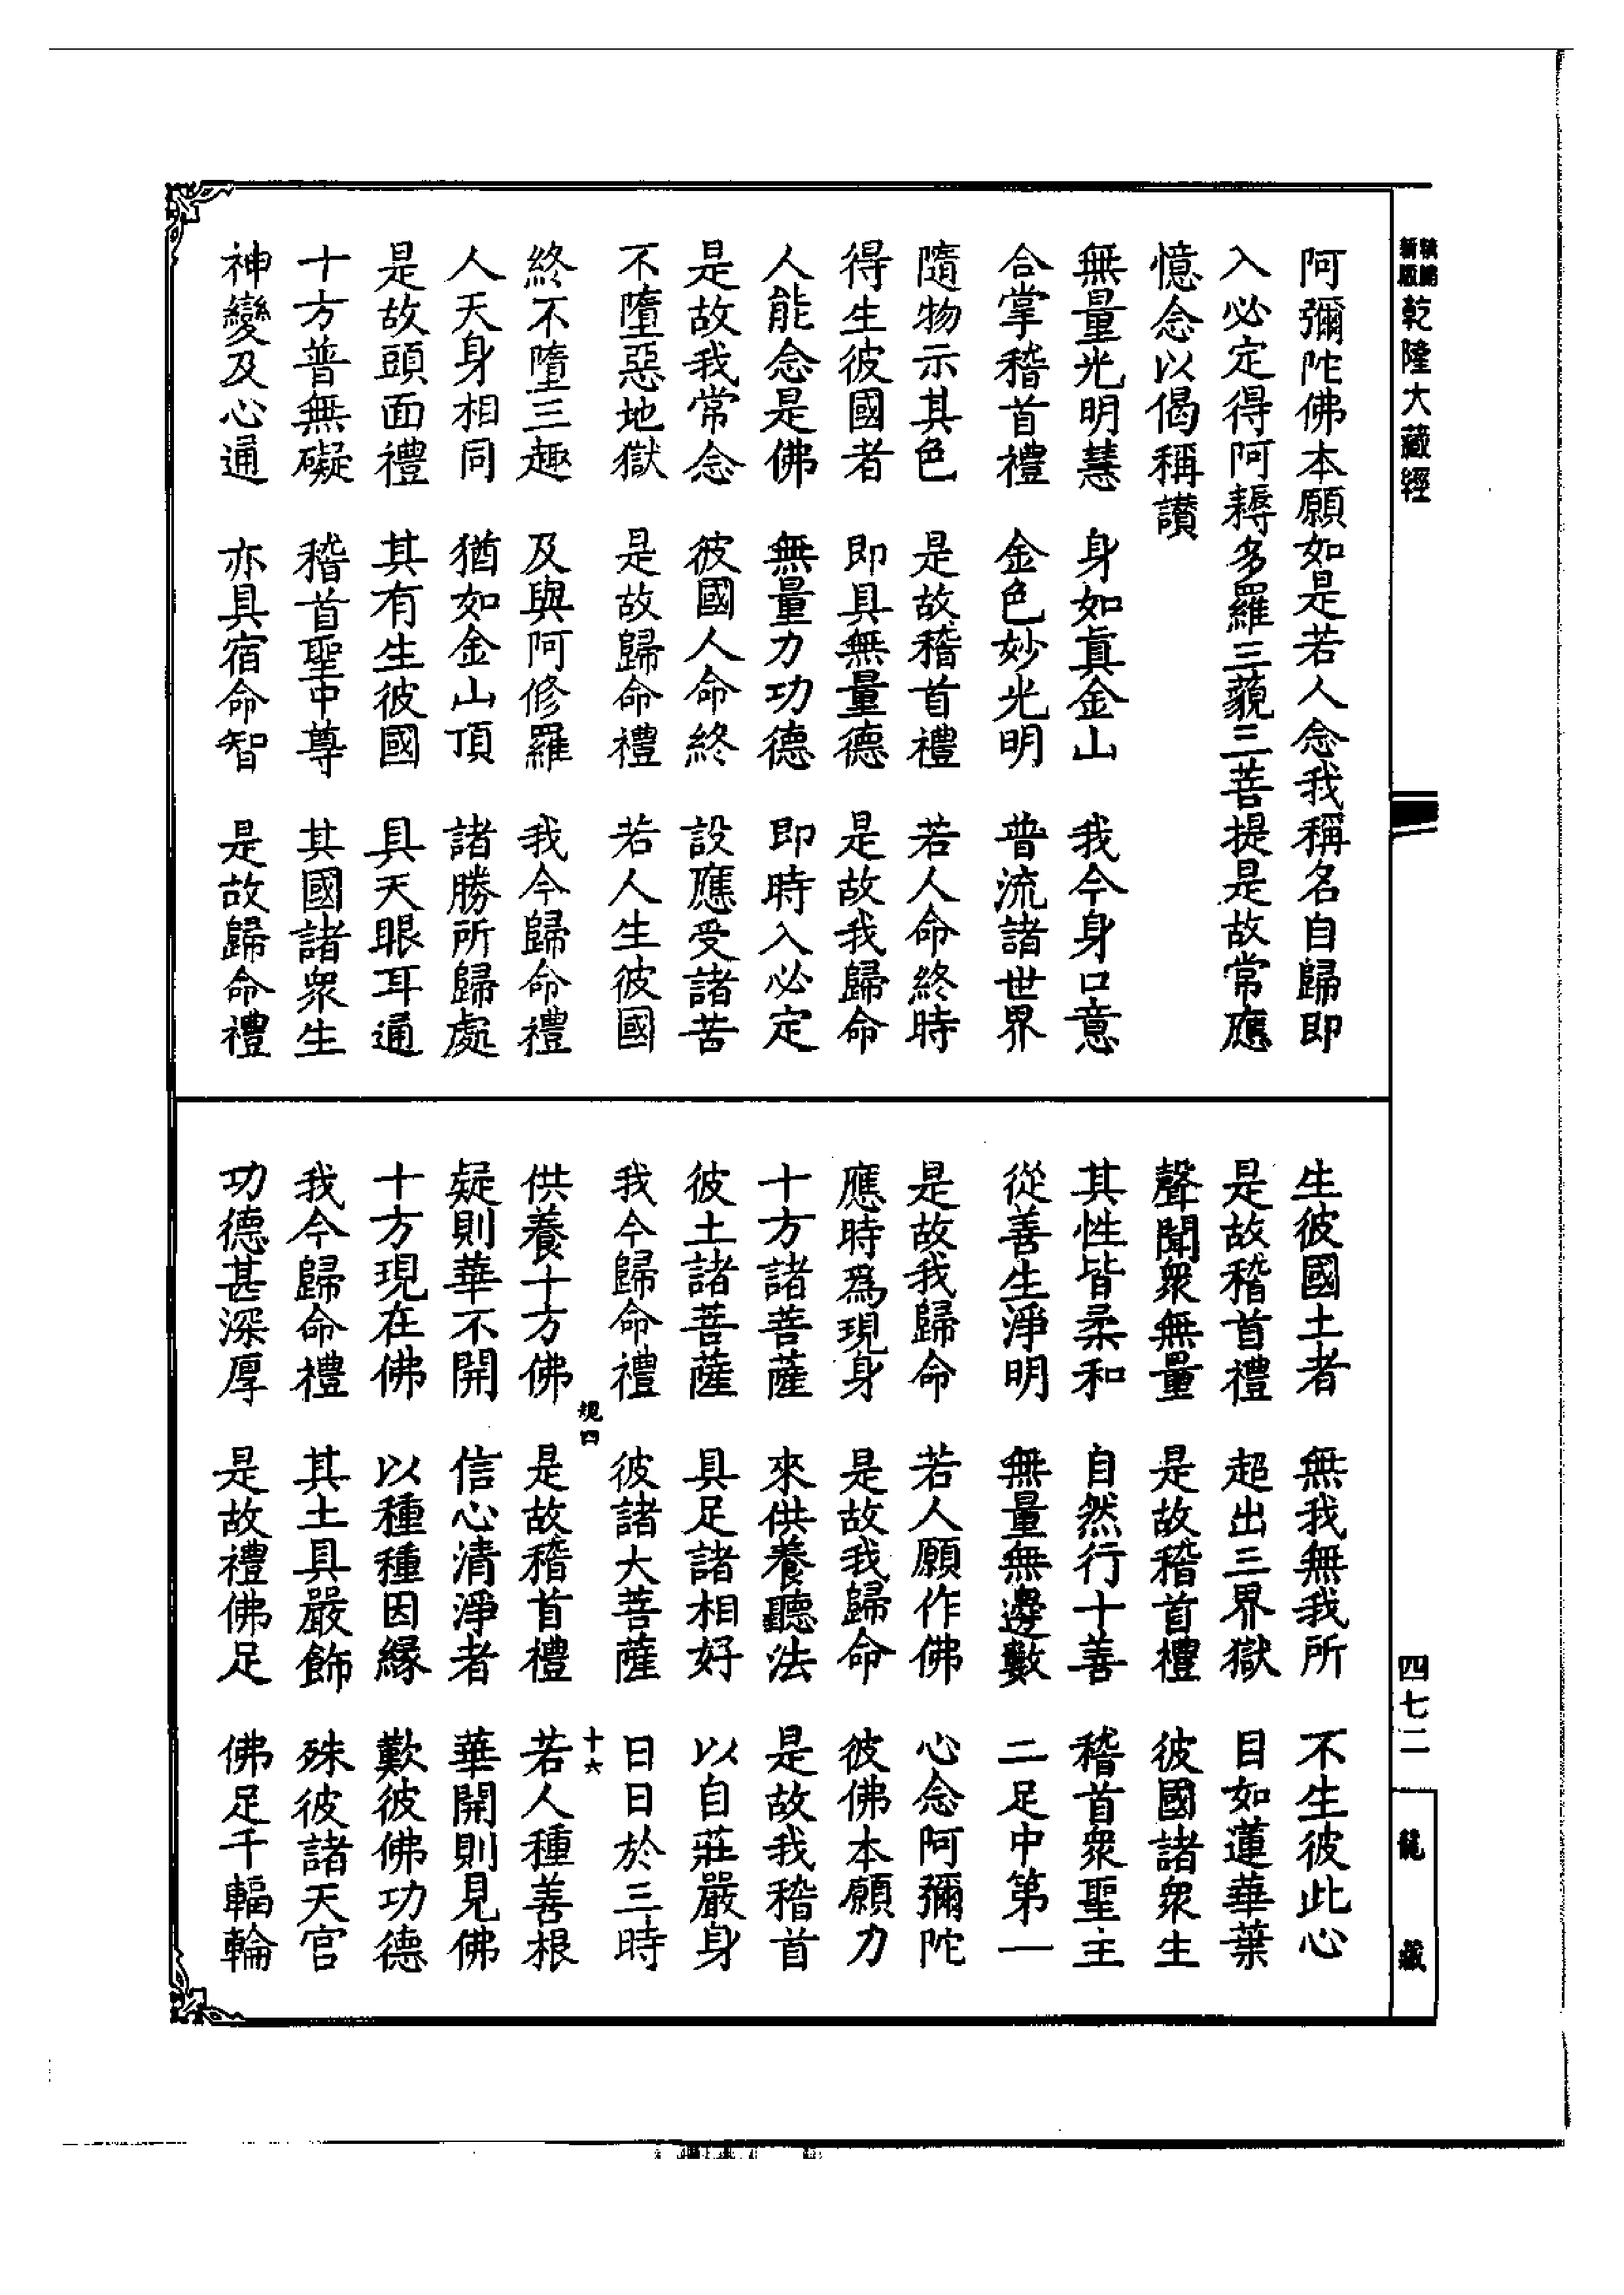 新版
乾隆大藏經
阿彌陀佛本願如是若人念我稱名自歸即
入必定得阿耨多羅三藐三菩提是故常應
憶念以偈稱讃
無量光明慧　身如眞金山　我今身口意
合掌稽首禮　金色妙光明　普流諸世界
隨物示其色　是故稽首禮　若人命終時
得生彼國者　即具無量德　是故我歸命
人能念是佛　無量力功德　即時入必定
是故我常念　彼國人命終　設應受諸苦
不墮惡地獄　是故歸命禮　若人生彼國
終不墮三趣　及與阿修羅　我今歸命禮
人天身相同　猶如金山頂　諸勝所歸處
是故頭面禮　其有生彼國　具天眼耳通
十方普無礙　稽首聖中尊　其國諸衆生
神變及心通　亦具宿命智　是故歸命禮
生彼國土者　無我無我所　不生彼此心
是故稽首禮　超出三界獄　目如蓮華葉
聲聞衆無量　是故稽首禮　彼國諸衆生
其性皆柔和　自然行十善　稽首衆聖主
從善生淨明　無量無邊數　二足中第一
是故我歸命　若人願作佛　心念阿彌陀
應時爲現身　是故我歸命　彼佛本願力
十方諸菩薩　來供養聽法　是故我稽首
彼土諸菩薩　具足諸相好　以自莊嚴身
我今歸命禮　彼諸大菩薩　日日於三時
規四　十六
供養十方佛　是故稽首禮　若人種善根
疑則華不開　信心清淨者　華開則見佛
十方現在佛　以種種因緣　歎彼佛功德
我今歸命禮　其土具嚴飾　殊彼諸天宮
功德甚深厚　是故禮佛足　佛足千輻輪
四七二
龍藏